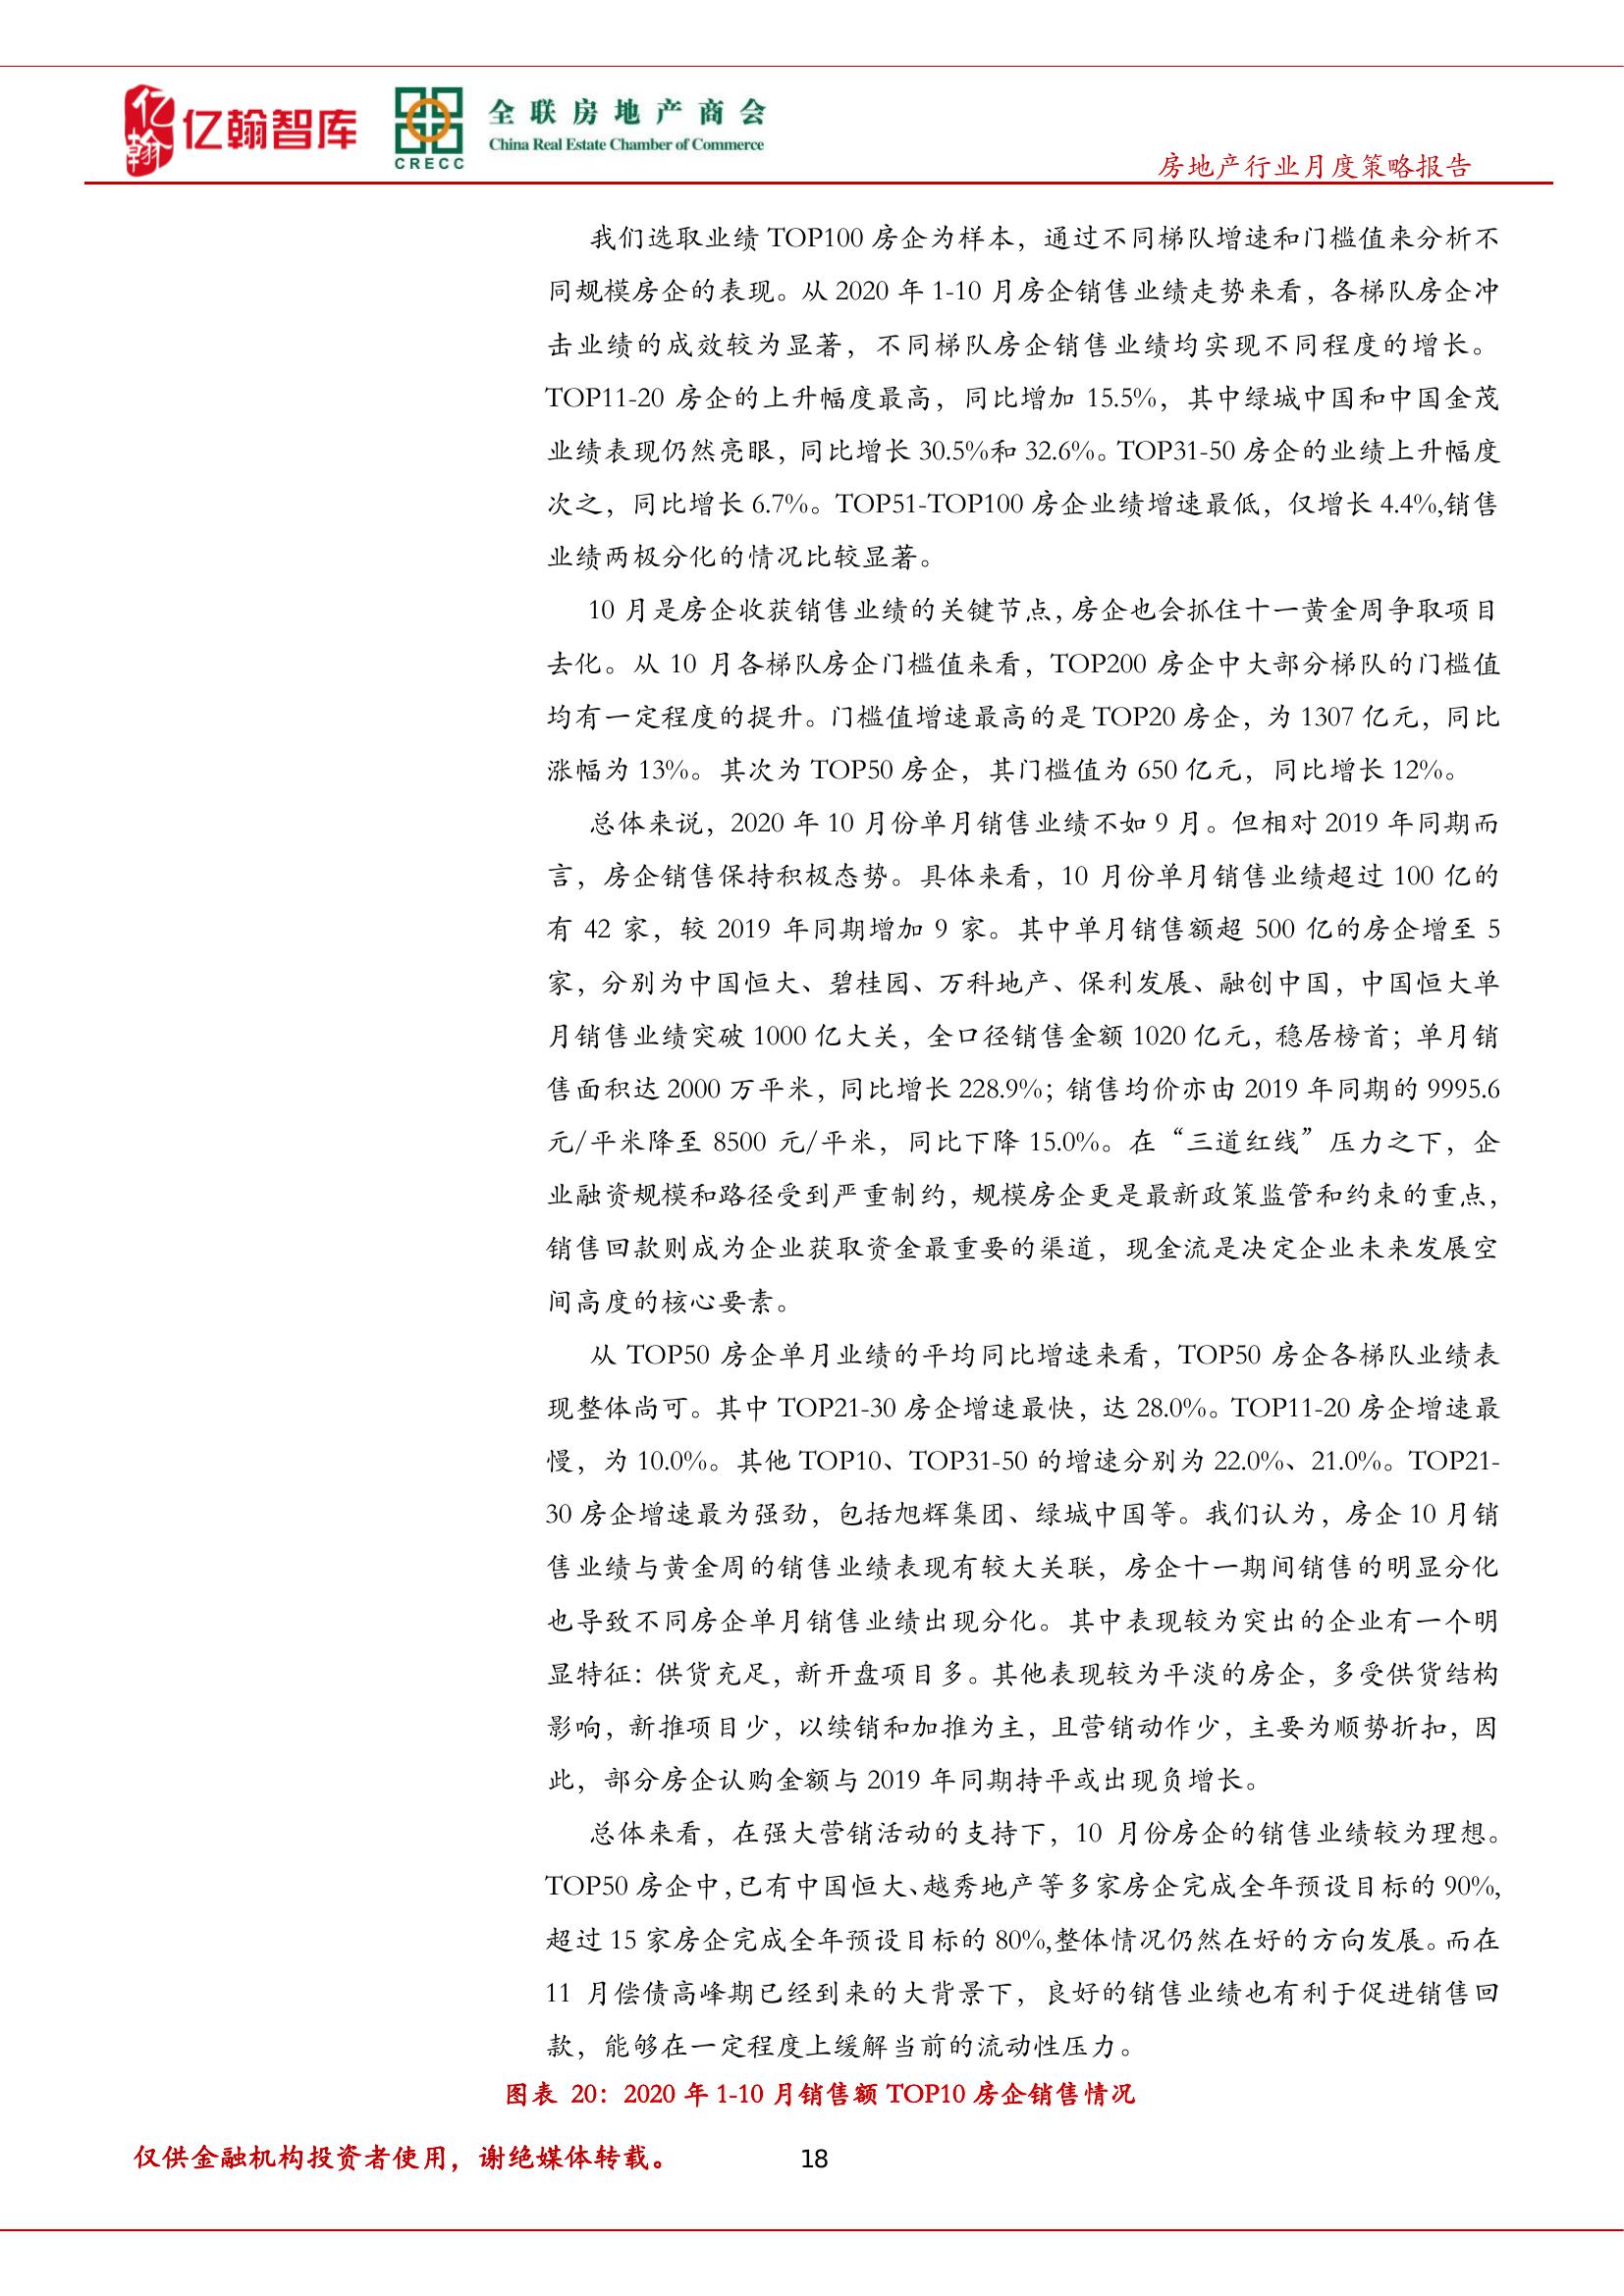 亿翰
亿翰智库
CRECC
全联房地产商会
China Real Estate Chamber of Commerce
房地产行业月度策略报告
我们选取业绩 TOP100 房企为样本，通过不同梯队增速和门槛值来分析不
同规模房企的表现。从 2020 年 1-10 月房企销售业绩走势来看，各梯队房企冲
击业绩的成效较为显著，不同梯队房企销售业绩均实现不同程度的增长。
TOP11-20 房企的上升幅度最高，同比增加 15.5%，其中绿城中国和中国金茂
业绩表现仍然亮眼，同比增长 30.5%和 32.6%。TOP31-50 房企的业绩上升幅度
次之，同比增长 6.7%。TOP51-TOP100 房企业绩增速最低，仅增长 4.4%,销售
业绩两极分化的情况比较显著。
10 月是房企收获销售业绩的关键节点，房企也会抓住十一黄金周争取项目
去化。从 10 月各梯队房企门槛值来看，TOP200 房企中大部分梯队的门槛值
均有一定程度的提升。门槛值增速最高的是 TOP20 房企，为 1307 亿元，同比
涨幅为 13%。其次为 TOP50 房企，其门槛值为 650 亿元，同比增长 12%。
总体来说，2020 年 10 月份单月销售业绩不如 9 月。但相对 2019 年同期而
言，房企销售保持积极态势。具体来看，10 月份单月销售业绩超过 100 亿的
有 42 家，较 2019 年同期增加 9 家。其中单月销售额超 500 亿的房企增至 5
家，分别为中国恒大、碧桂园、万科地产、保利发展、融创中国，中国恒大单
月销售业绩突破 1000 亿大关，全口径销售金额 1020 亿元，稳居榜首；单月销
售面积达 2000 万平米，同比增长 228.9%；销售均价亦由 2019 年同期的 9995.6
元/平米降至 8500 元/平米，同比下降 15.0%。在“三道红线”压力之下，企
业融资规模和路径受到严重制约，规模房企更是最新政策监管和约束的重点，
销售回款则成为企业获取资金最重要的渠道，现金流是决定企业未来发展空
间高度的核心要素。
从 TOP50 房企单月业绩的平均同比增速来看，TOP50 房企各梯队业绩表
现整体尚可。其中 TOP21-30 房企增速最快，达 28.0%。TOP11-20 房企增速最
慢，为 10.0%。其他 TOP10、TOP31-50 的增速分别为 22.0%、21.0%。TOP21-
30 房企增速最为强劲，包括旭辉集团、绿城中国等。我们认为，房企 10 月销
售业绩与黄金周的销售业绩表现有较大关联，房企十一期间销售的明显分化
也导致不同房企单月销售业绩出现分化。其中表现较为突出的企业有一个明
显特征：供货充足，新开盘项目多。其他表现较为平淡的房企，多受供货结构
影响，新推项目少，以续销和加推为主，且营销动作少，主要为顺势折扣，因
此，部分房企认购金额与 2019 年同期持平或出现负增长。
总体来看，在强大营销活动的支持下，10 月份房企的销售业绩较为理想。
TOP50 房企中，已有中国恒大、越秀地产等多家房企完成全年预设目标的 90%,
超过 15 家房企完成全年预设目标的 80%,整体情况仍然在好的方向发展。而在
11 月偿债高峰期已经到来的大背景下，良好的销售业绩也有利于促进销售回
款，能够在一定程度上缓解当前的流动性压力。
图表 20：2020 年 1-10 月销售额 TOP10 房企销售情况
仅供金融机构投资者使用，谢绝媒体转载。
18